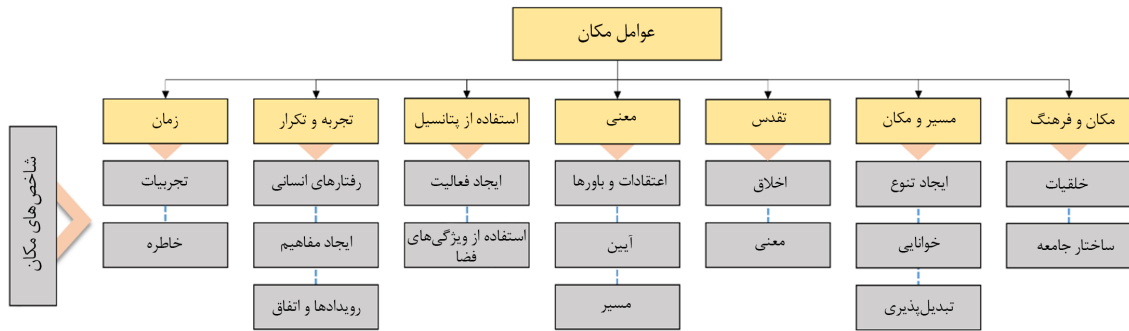 عوامل مکان
مکان و فرهنگ
مسیر و مکان
تقدس
معنی
استفاده از پتانسیل
تجربه و تکرار
زمان
شاخص‌های مکان
خلقیات
ایجاد تنوع
اخلاق
اعتقادات و باورها
ایجاد فعالیت
رفتارهای انسانی
تجربیات
ساختار جامعه
خوانایی
معنی
آیین
استفاده از ویژگی‌های
فضا
ایجاد مفاهیم
خاطره
تبدیل‌پذیری
مسیر
رویدادها و اتفاق